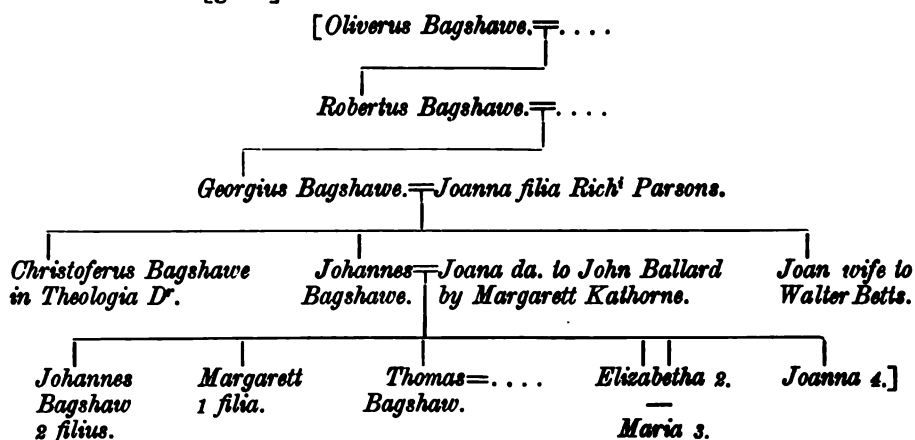 [Oliverus Bagshawe.=....
Robertus Bagshawe.=....
Georgius Bagshawe.=Joanna filia Richⁱ Parsons.
Christoferus Bagshawe
in Theologia Dʳ.
Johannes=Joana da. to John Ballard
Bagshawe. by Margarett Kathorne.
Joan wife to
Walter Betts.
Johannes
Bagshaw
2 filius.
Margarett
1 filia.
Thomas=....
Bagshaw.
Elizabetha 2.
—
Maria 3.
Joanna 4.]